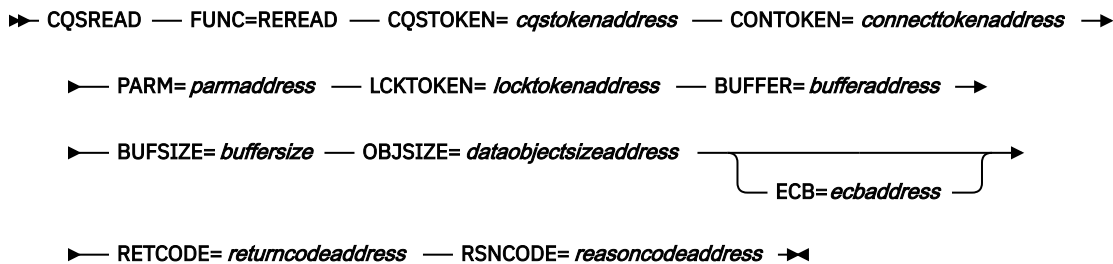 CQSREAD FUNC=REREAD CQSTOKEN= cqstokenaddress CONTOKEN= connecttokenaddress
PARM= parmaddress LCKTOKEN= locktokenaddress BUFFER= bufferaddress
BUFSIZE= buffersize OBJSIZE= dataobjectsizeaddress
ECB= ecbaddress
RETCODE= returncodeaddress RSNCODE= reasoncodeaddress